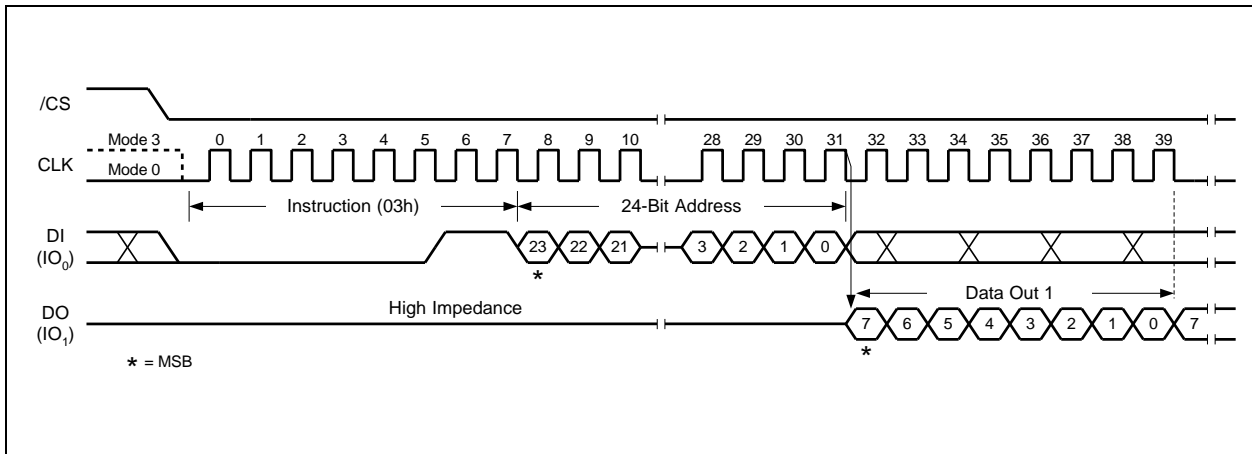 /CS
Mode 3 0 1 2 3 4 5 6 7 8 9 10 28 29 30 31 32 33 34 35 36 37 38 39
CLK Mode 0
Instruction (03h) 24-Bit Address
DI
(IO0) 23 22 21 3 2 1 0
*
Data Out 1
High Impedance
DO
(IO1) 7 6 5 4 3 2 1 0 7
*
* = MSB